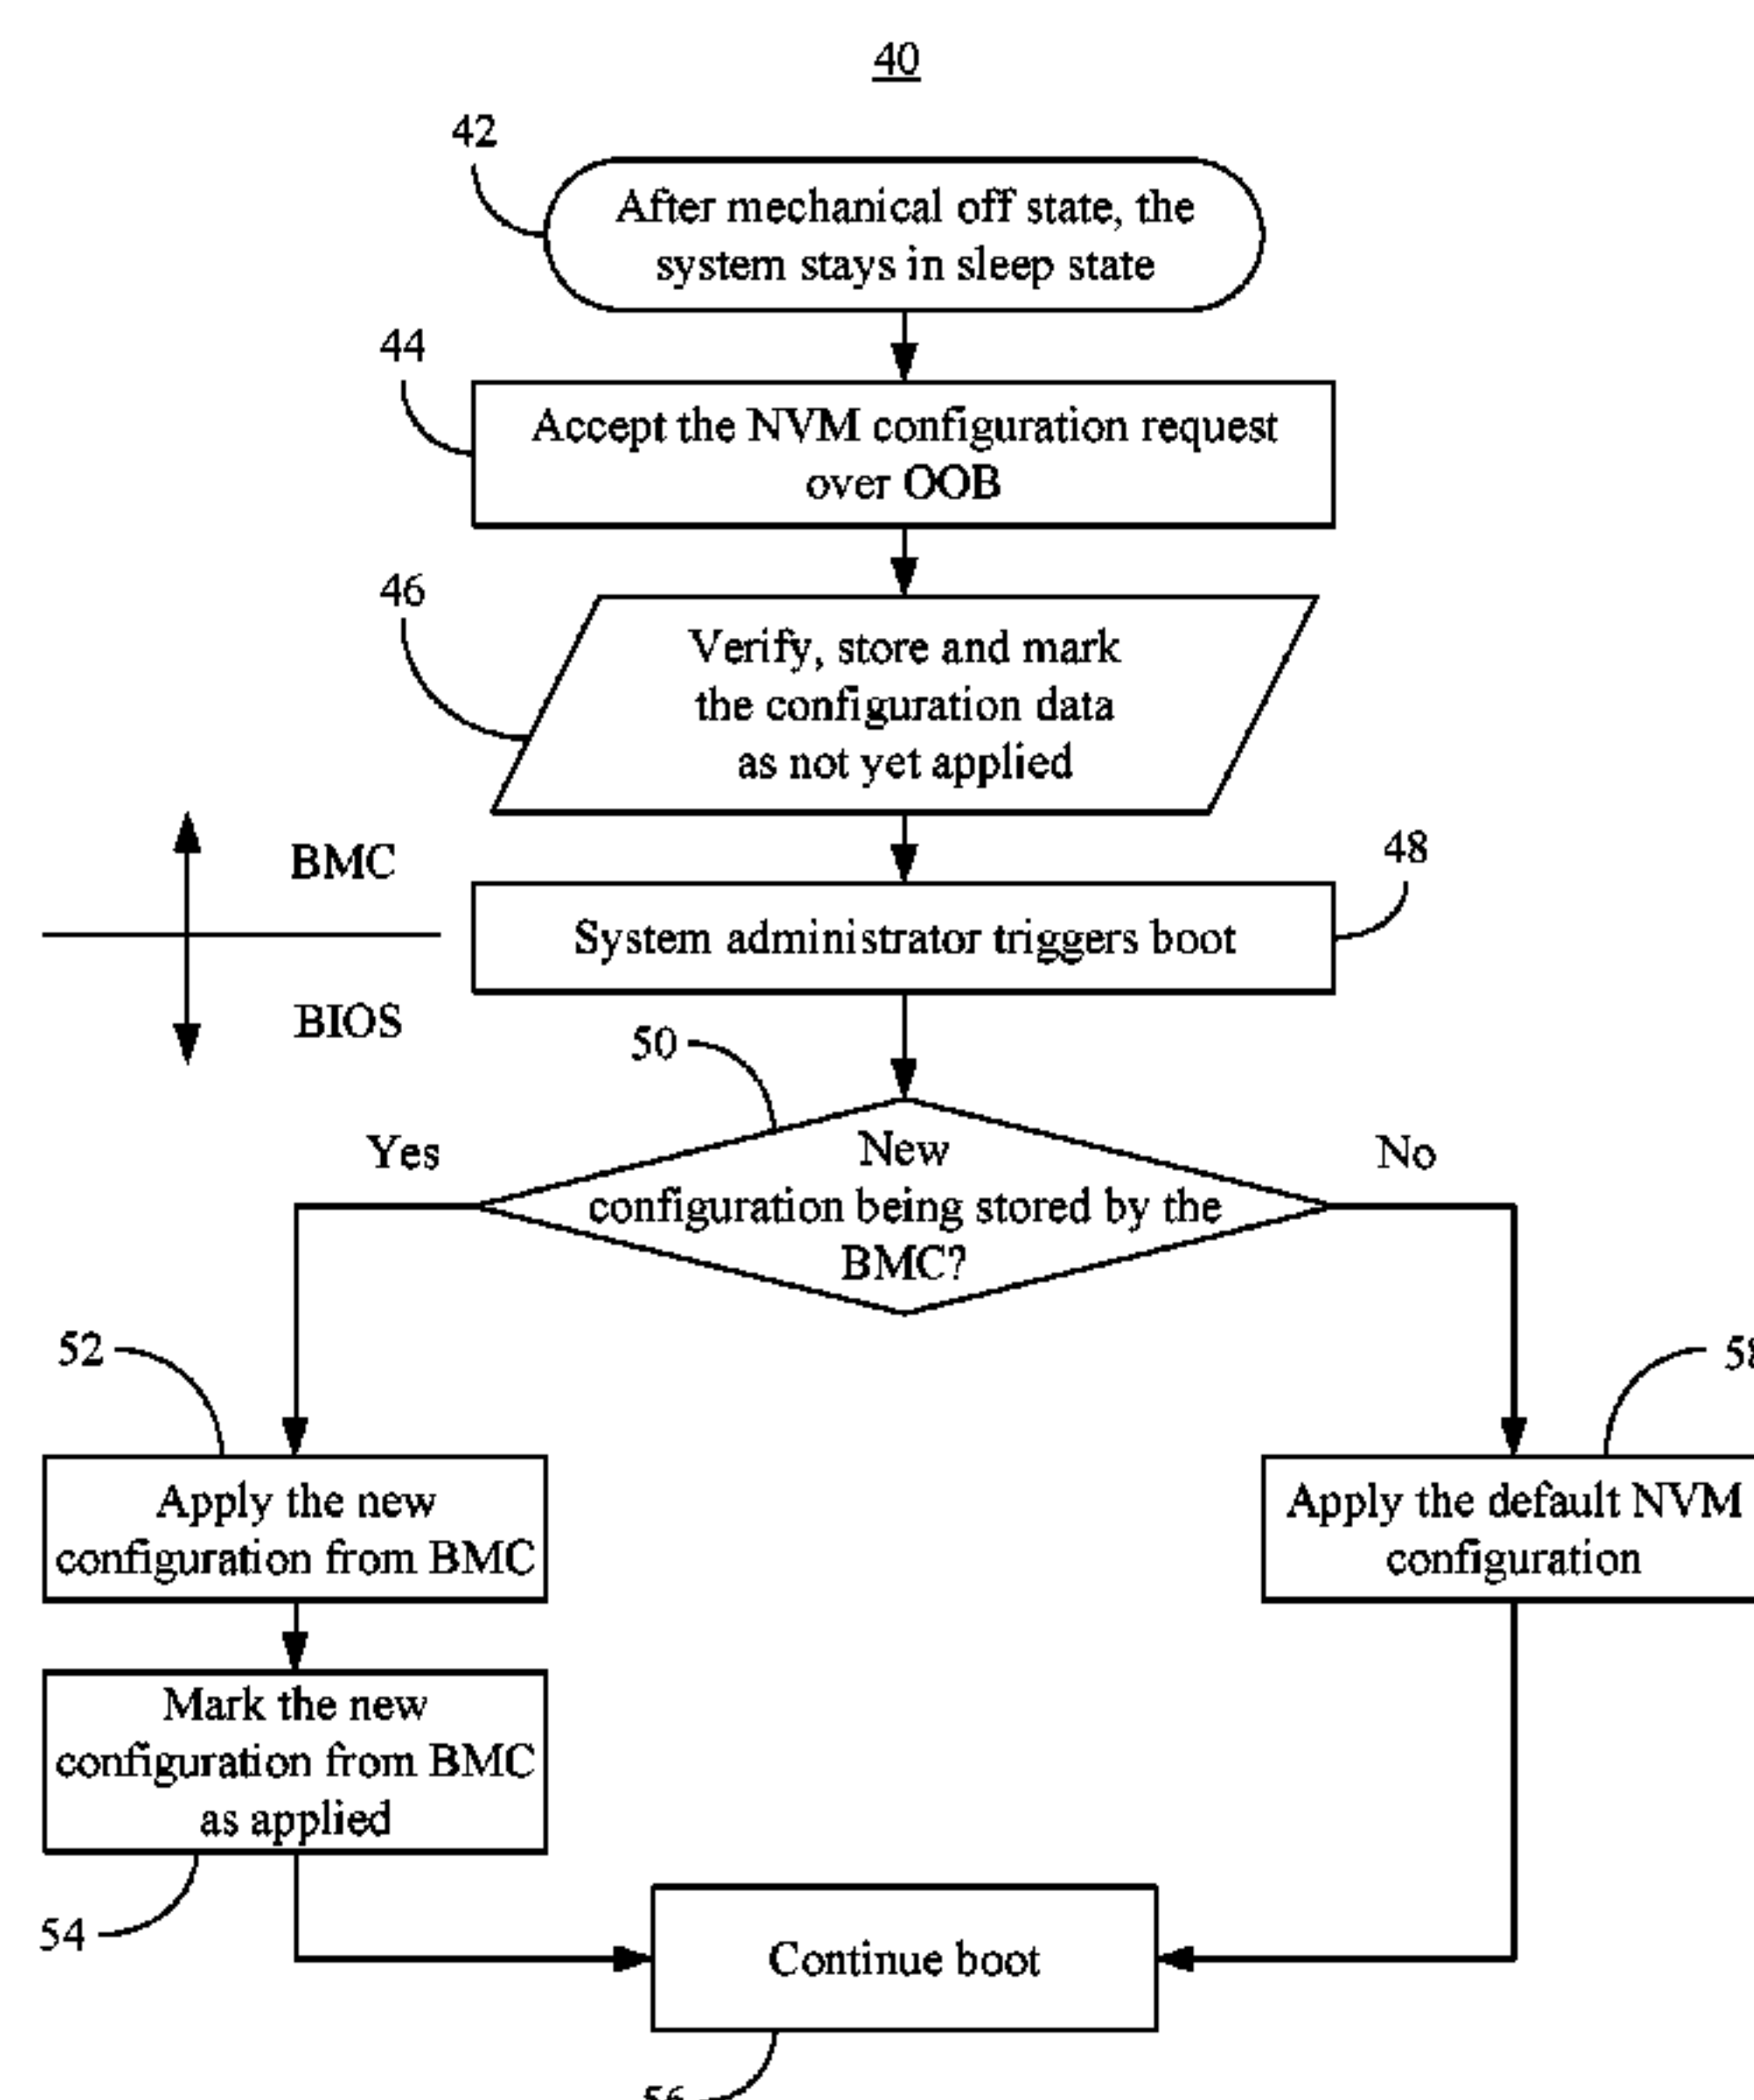 40
42
After mechanical off state, the
system stays in sleep state
44
Accept the NVM configuration request
over OOB
46
Verify, store and mark
the configuration data
as not yet applied
BMC
48
System administrator triggers boot
BIOS
50
Yes
New
configuration being stored by the
BMC?
No
52
58
Apply the new
configuration from BMC
Apply the default NVM
configuration
Mark the new
configuration from BMC
as applied
54
Continue boot
56